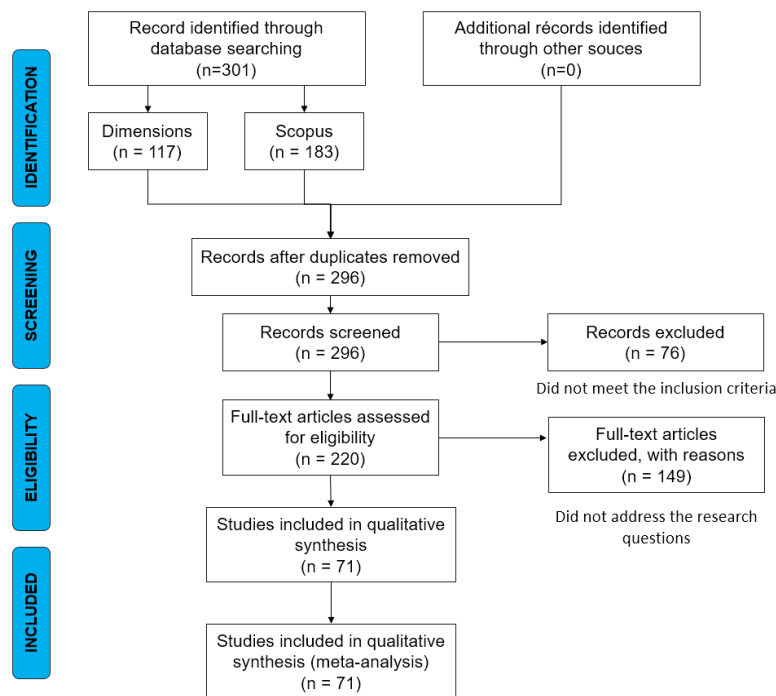 Record identified through
database searching
(n=301)
Additional récords identified
through other souces
(n=0)
IDENTIFICATION
Dimensions
(n = 117)
Scopus
(n = 183)
SCREENING
Records after duplicates removed
(n = 296)
Records screened
(n = 296)
Records excluded
(n = 76)
Did not meet the inclusion criteria
ELIGIBILITY
Full-text articles assessed
for eligibility
(n = 220)
Full-text articles
excluded, with reasons
(n = 149)
Did not address the research
questions
Studies included in qualitative
synthesis
(n = 71)
INCLUDED
Studies included in qualitative
synthesis (meta-analysis)
(n = 71)